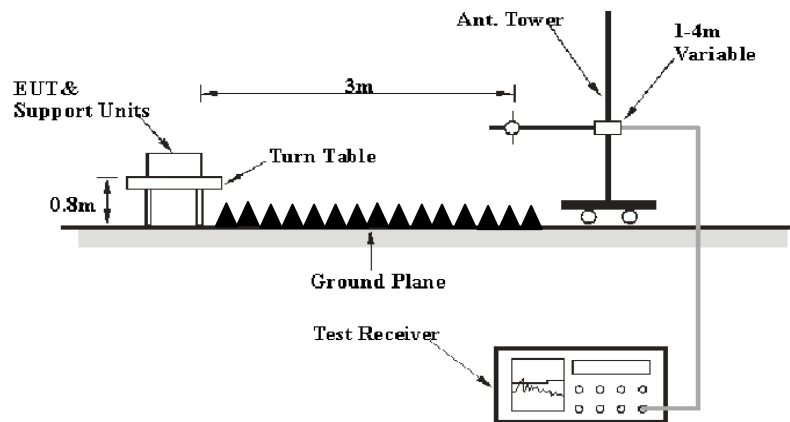 Ant. Tower
1-4m
Variable
EUT &
Support Units
3m
Turn Table
0.8m
Ground Plane
Test Receiver